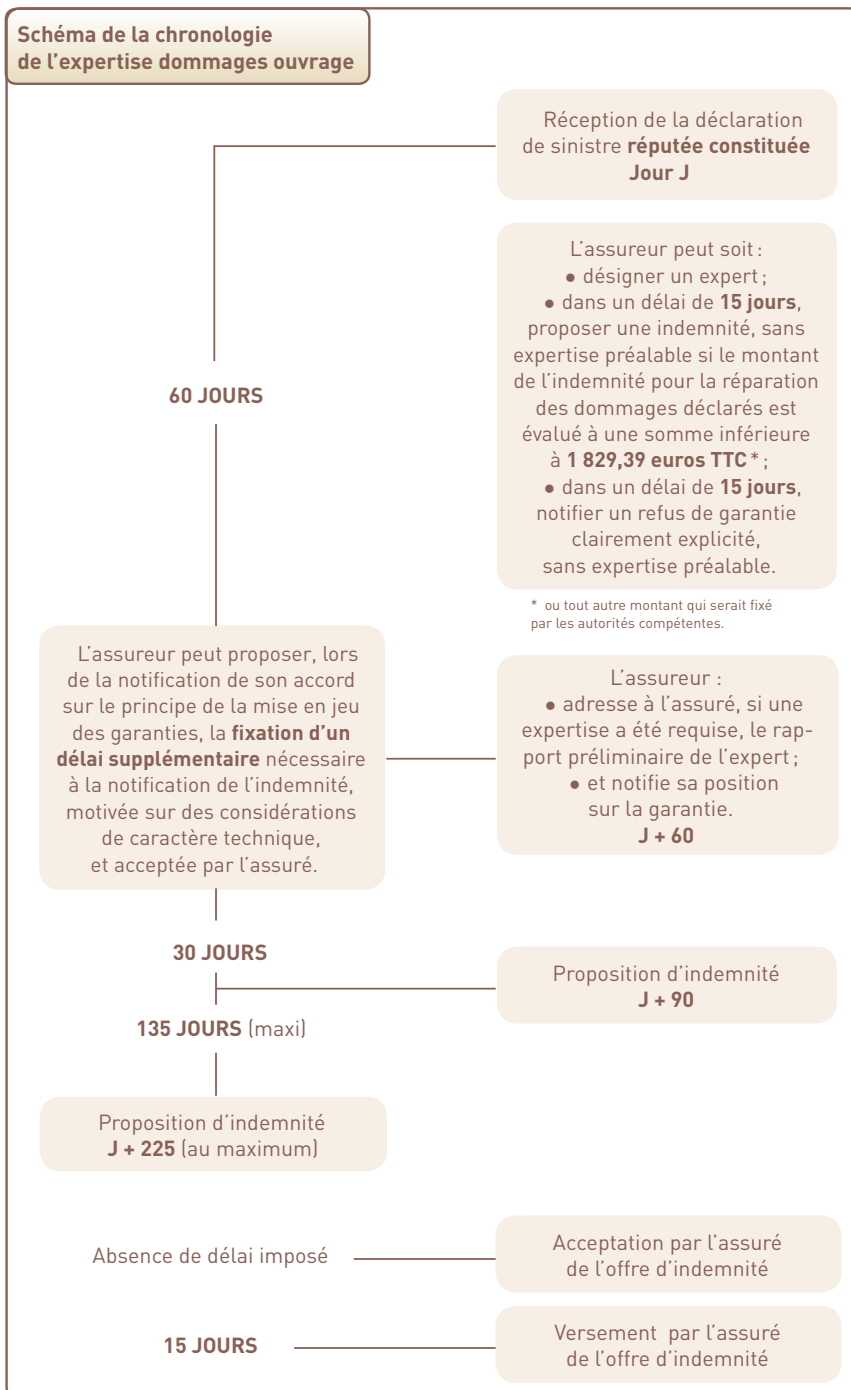 Schéma de la chronologie
de l'expertise dommages ouvrage
Réception de la déclaration
de sinistre réputée constituée
Jour J
L'assureur peut soit :
• désigner un expert ;
• dans un délai de 15 jours,
proposer une indemnité, sans
expertise préalable si le montant
de l'indemnité pour la réparation
des dommages déclarés est
évalué à une somme inférieure
à 1 829,39 euros TTC * ;
• dans un délai de 15 jours,
notifier un refus de garantie
clairement explicité,
sans expertise préalable.
* ou tout autre montant qui serait fixé
par les autorités compétentes.
60 JOURS
L'assureur peut proposer, lors
de la notification de son accord
sur le principe de la mise en jeu
des garanties, la fixation d'un
délai supplémentaire nécessaire
à la notification de l'indemnité,
motivée sur des considérations
de caractère technique,
et acceptée par l'assuré.
L'assureur :
• adresse à l'assuré, si une
expertise a été requise, le rap-
port préliminaire de l'expert ;
• et notifie sa position
sur la garantie.
J + 60
30 JOURS
Proposition d'indemnité
J + 90
135 JOURS (maxi)
Proposition d'indemnité
J + 225 (au maximum)
Absence de délai imposé
Acceptation par l'assuré
de l'offre d'indemnité
15 JOURS
Versement par l'assuré
de l'offre d'indemnité